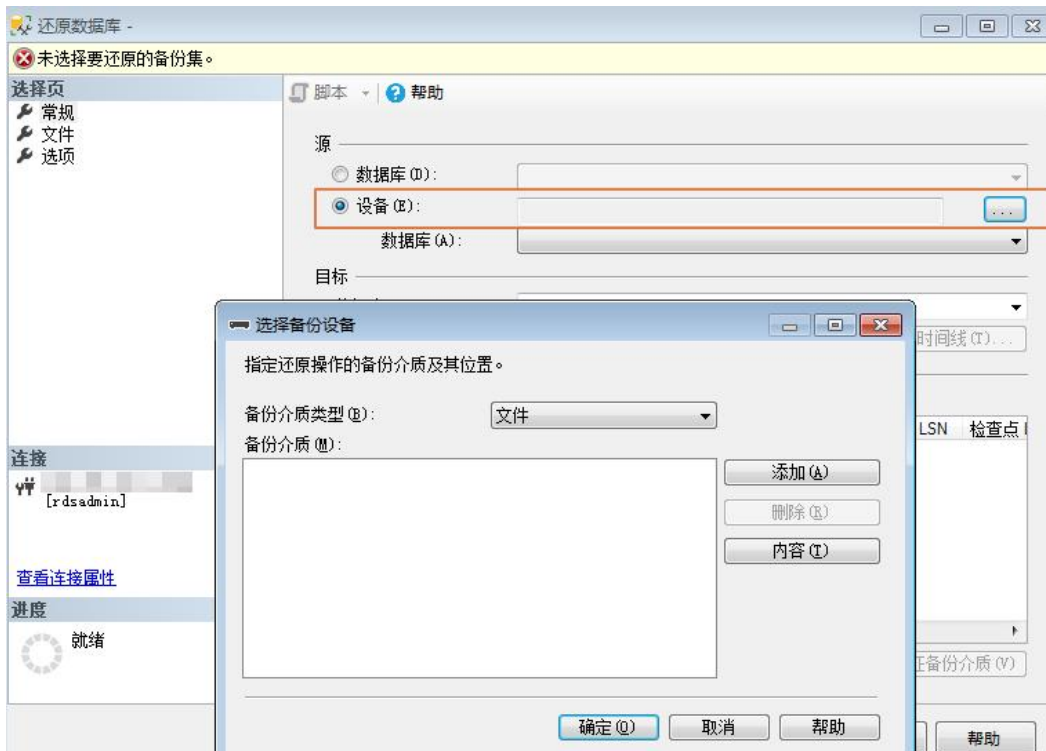 还原数据库 -
未选择要还原的备份集。
选择页
常规
文件
选项
脚本 帮助
源
数据库(D):
设备(E):
...
数据库(A):
目标
时间线(T)...
选择备份设备
指定还原操作的备份介质及其位置。
备份介质类型(B): 文件
备份介质(M):
添加(A)
删除(R)
内容(T)
LSN 检查点
连接
[rdsadmin]
查看连接属性
进度
就绪
证备份介质(V)
确定(O) 取消 帮助
帮助